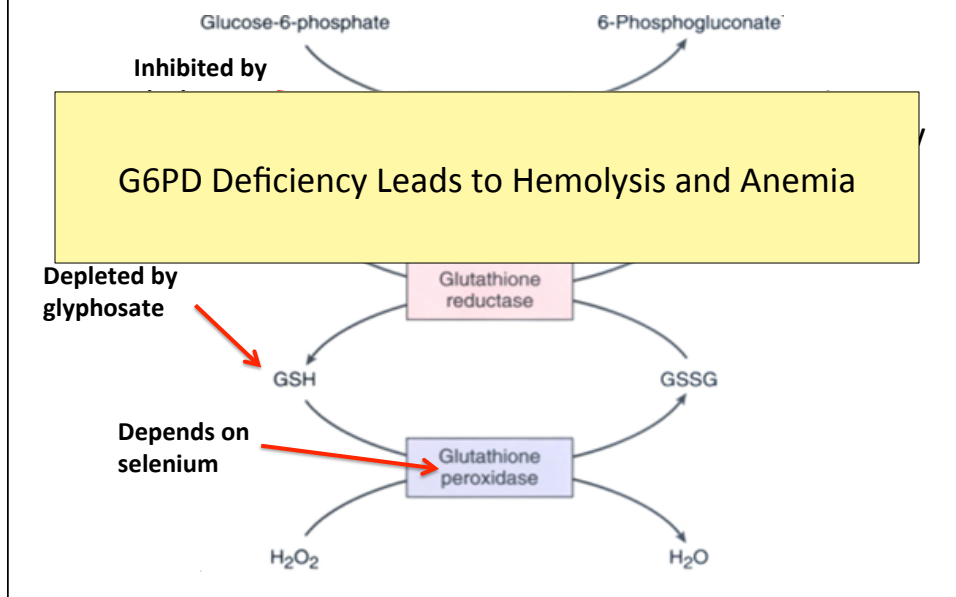 Glucose-6-phosphate 6-Phosphogluconate
Inhibited by
G6PD Deficiency Leads to Hemolysis and Anemia
Depleted by
glyphosate
Glutathione
reductase
GSH GSSG
Depends on
selenium
Glutathione
peroxidase
H₂O₂ H₂O